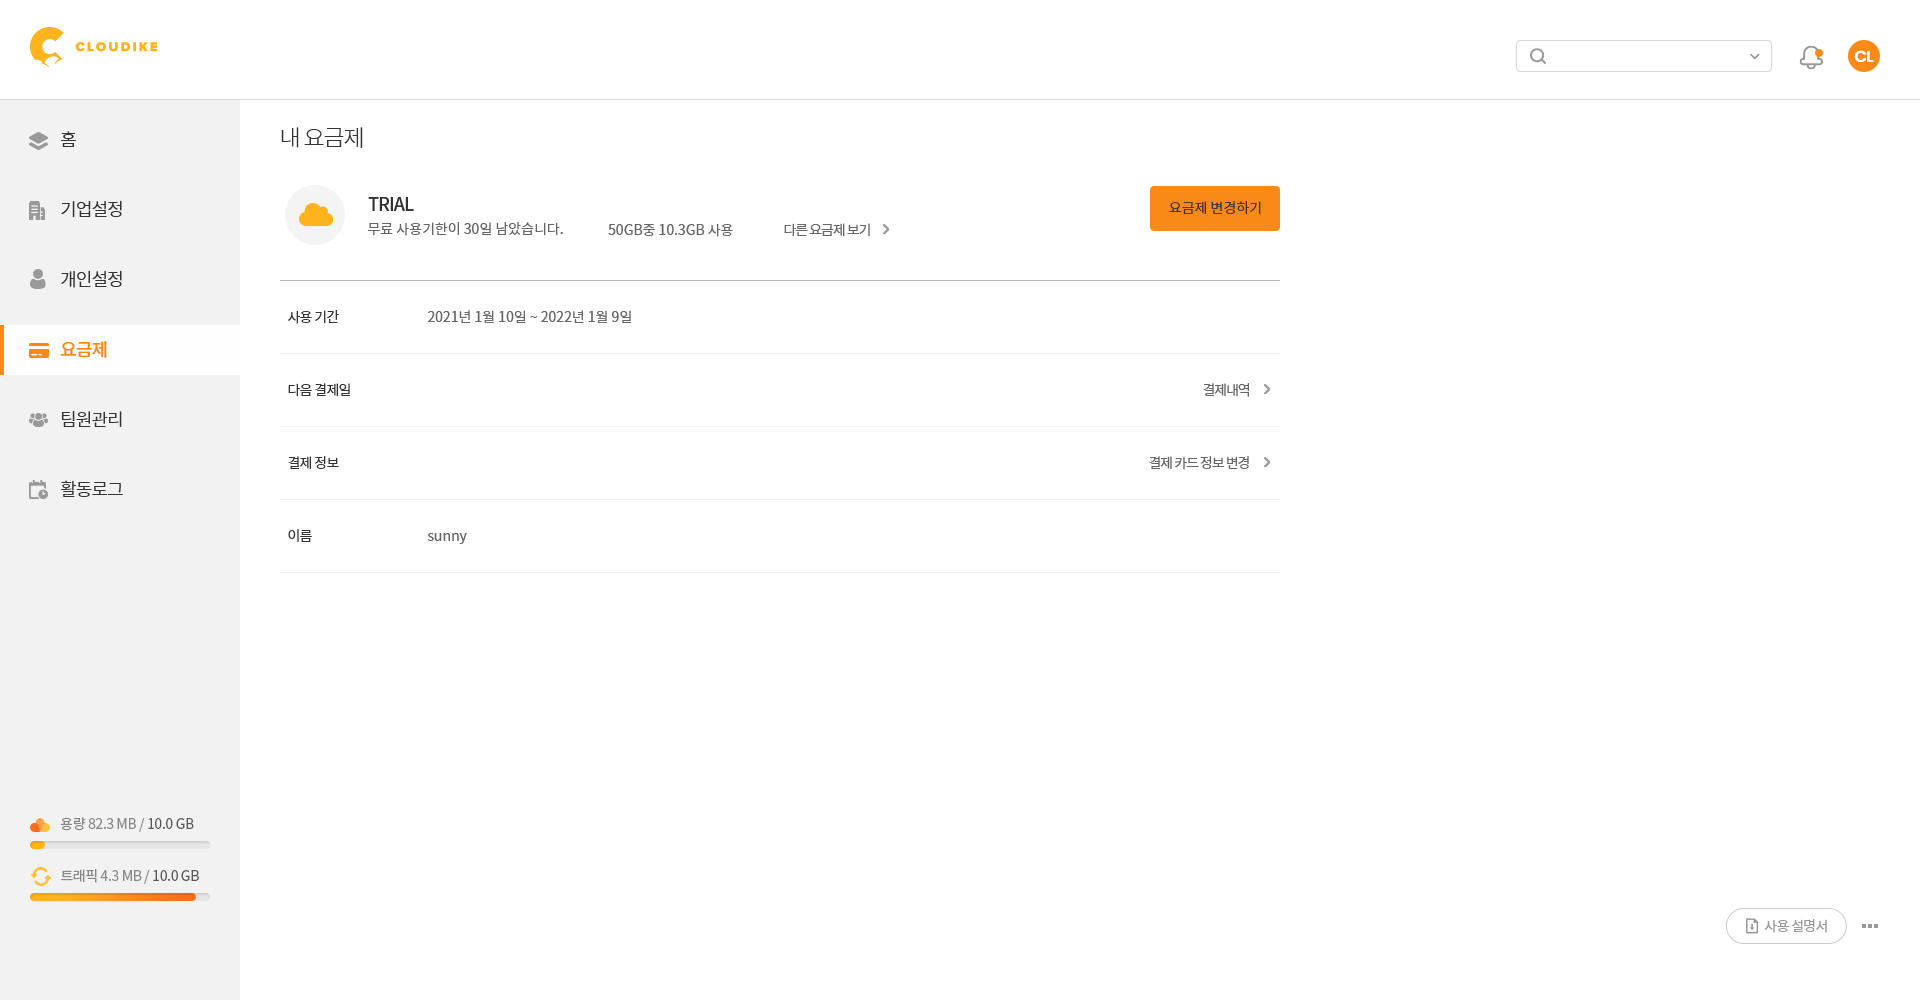 CLOUDIKE
CL
홈
기업설정
개인설정
요금제
팀원관리
활동로그
용량 82.3 MB / 10.0 GB
트래픽 4.3 MB / 10.0 GB
내 요금제
TRIAL
무료 사용기한이 30일 남았습니다.
50GB중 10.3GB 사용
다른 요금제 보기
요금제 변경하기
사용 기간
2021년 1월 10일 ~ 2022년 1월 9일
다음 결제일
결제내역
결제 정보
결제 카드 정보 변경
이름
sunny
사용 설명서